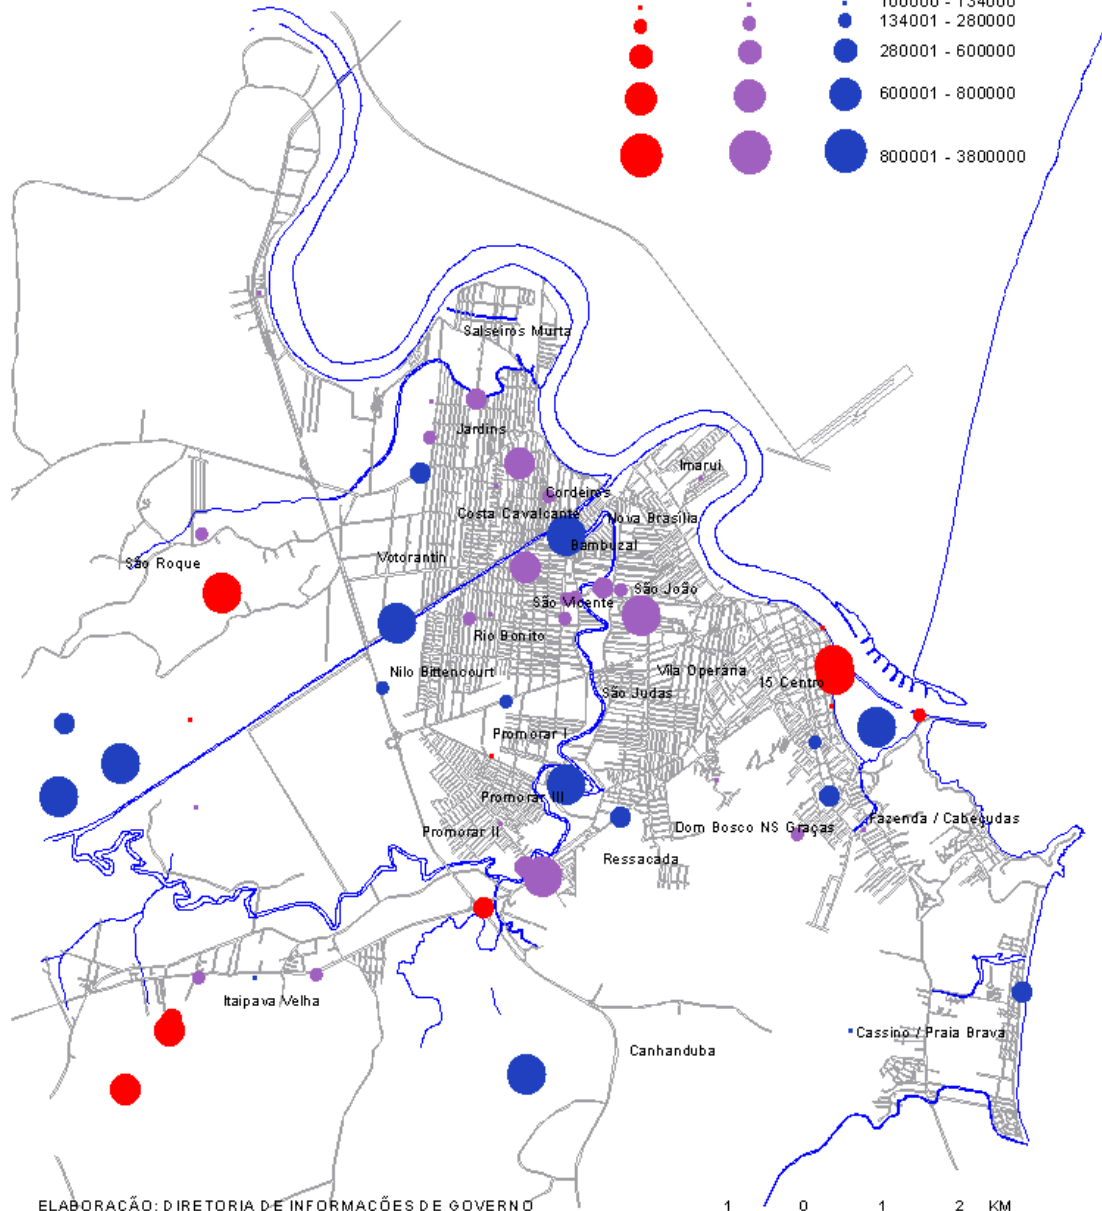 100000 - 134000
134001 - 280000
280001 - 600000
600001 - 800000
800001 - 3800000
Salseiros Murta
Jardins
Imarui
Cordeiros
Costa Cavalcante
Nova Brasília
Bambuzal
Votorantin
São Roque
São João
São Vicente
Rio Bonito
Nilo Bittencourt
Vila Operária
15 Centro
São Judas
Promorar I
Promorar III
Promorar II
Dom Bosco NS Graças
Fazenda / Cabeçudas
Ressacada
Itaipava Velha
Cassino / Praia Brava
Canhanduba
ELABORAÇÃO: DIRETORIA DE INFORMAÇÕES DE GOVERNO
1 0 1 2 KM